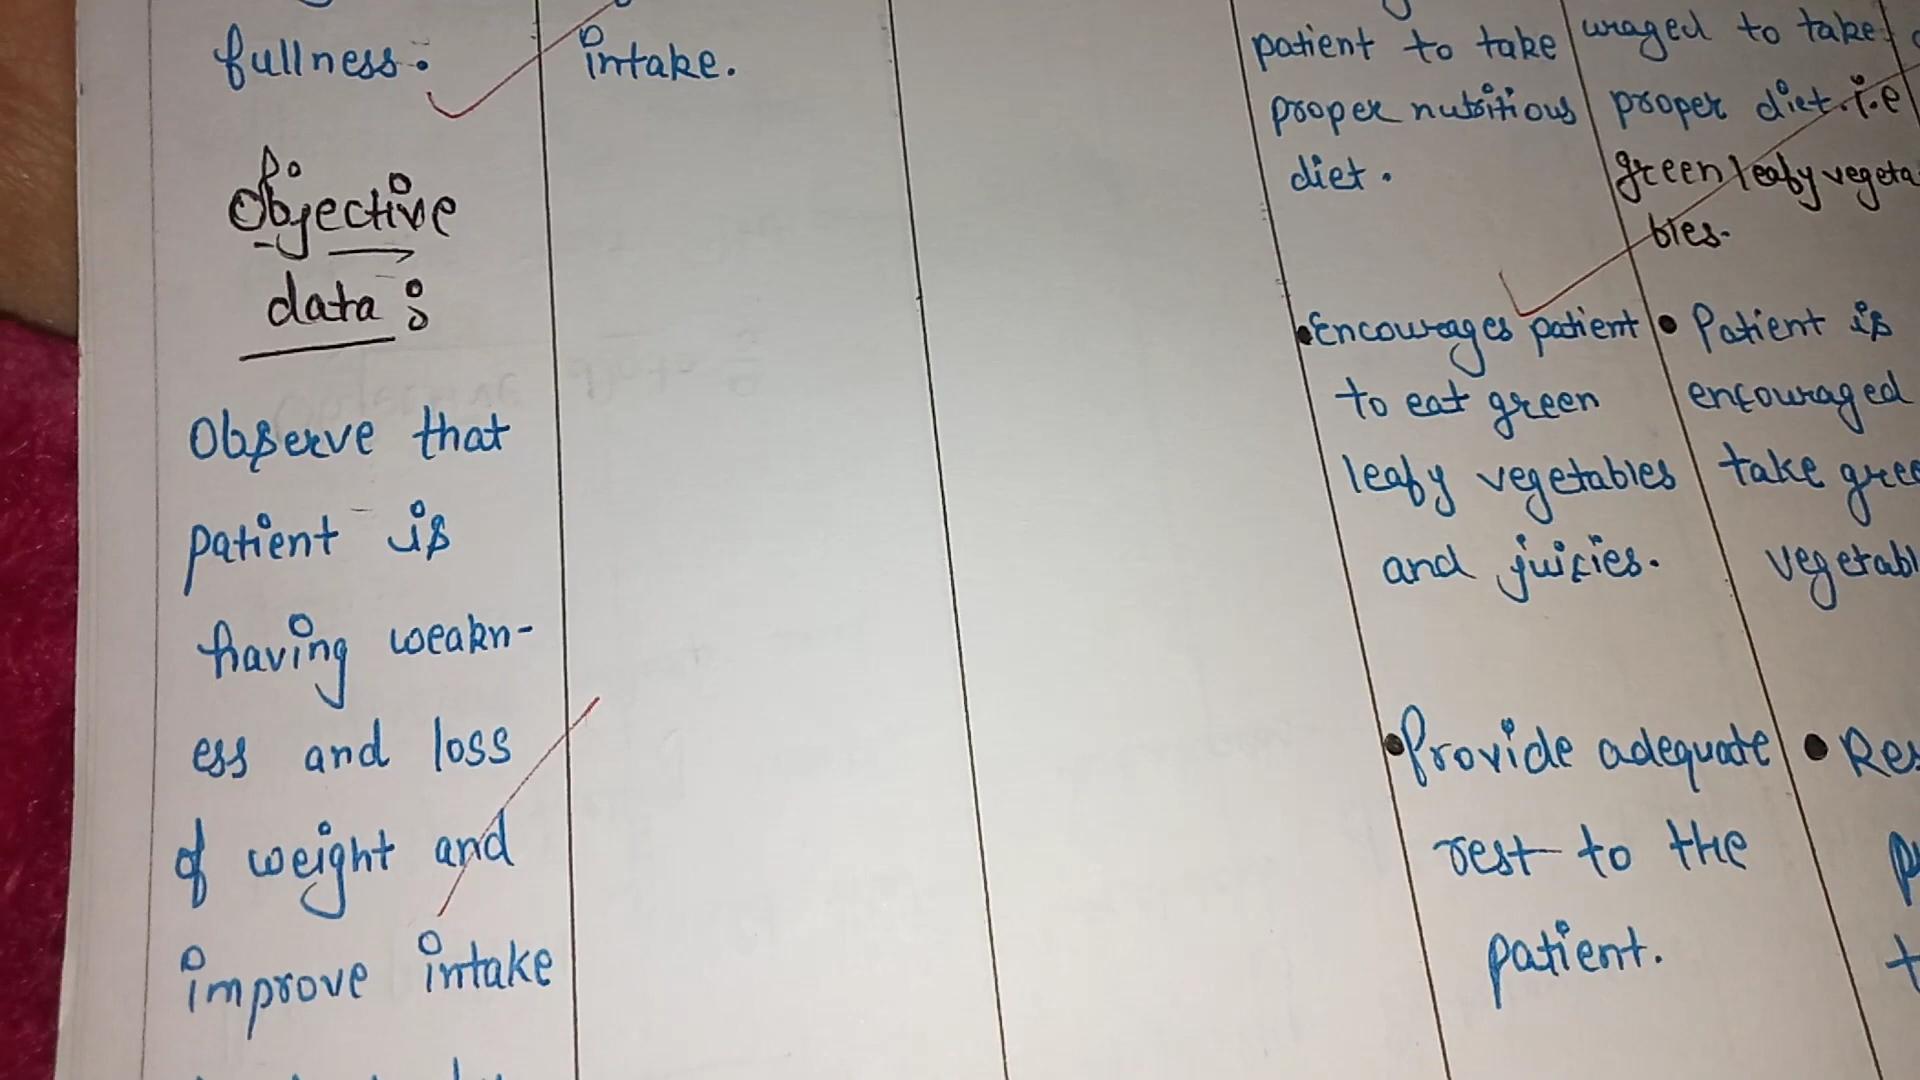 fullness.
Objective
data :
Observe that
patient is
having weakn-
ess and loss
of weight and
improve intake
intake.
patient to take
proper nutritious
diet.
•Encourages patient
to eat green
leafy vegetables
and juicies.
•Provide adequate
rest to the
patient.
uraged to take
proper diet. i.e
green leafy vegeta
bles.
• Patient is
encouraged
take gree
vegetabl
• Res